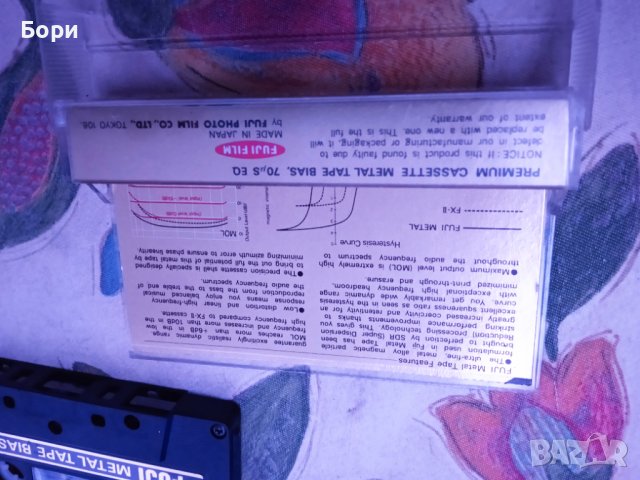 Бори
PREMIUM CASSETTE METAL TAPE BIAS, 70μS EQ
NOTICE: If this product is found faulty due to
defect in our manufacturing or packaging, it will
be replaced with a new one. This is the full
extent of our warranty.
FUJI FILM
MADE IN JAPAN
by FUJI PHOTO FILM CO., LTD., TOKYO 106.
FUJI Metal Tape Features
●The ultra-fine, metal alloy magnetic particle
formulation used in Fuji Metal Tape has been
brought to perfection by SDR (Super Dispersion
Reduction) processing technology. This gives you
striking performance improvements thanks to
greatly increased coercivity and retentivity for an
excellent squareness ratio as seen in the hysteresis
curve. You get remarkably wide dynamic range
with exceptional high frequency headroom,
minimized print-through and erasure.
●Maximum output level (MOL) is extremely high
throughout the audio frequency spectrum
guarantee exceedingly realistic dynamic range.
MOL reaches more than +6dB in the low
frequency and increases more than 10dB in the
high frequency compared to FX-II cassette.
●Low distortion and linear high-frequency
response means you enjoy balanced musical
reproduction from the bass to the treble end of
the audio frequency spectrum.
●The precision cassette shell is specially designed
to bring out the full potential of this metal tape by
minimizing azimuth error to ensure phase linearity.
Hysteresis Curve
FUJI METAL
FX-II
MOL
Output Level (dB)
(Input level 0dB)
FUJI METAL TAPE BIAS
BAZAR